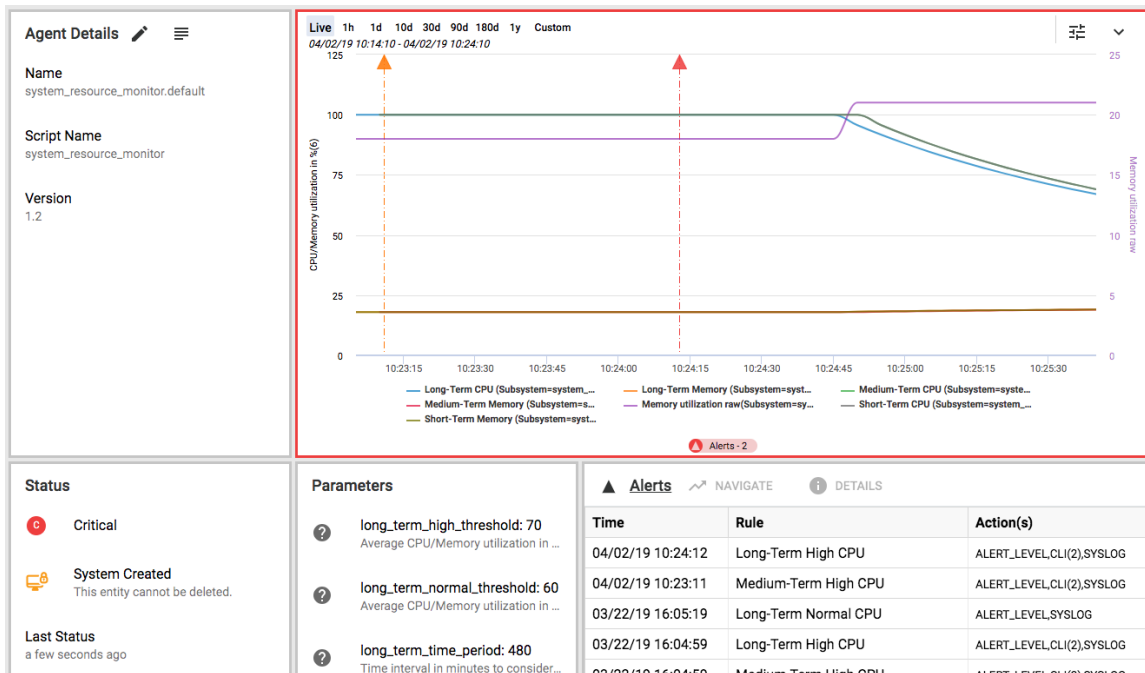 Agent Details
Name
system_resource_monitor.default
Script Name
system_resource_monitor
Version
1.2
Live 1h 1d 10d 30d 90d 180d 1y Custom
04/02/19 10:14:10 - 04/02/19 10:24:10
125
100
75
50
25
0
CPU/Memory utilization in %(6)
25
20
15
10
5
0
Memory utilization raw
10:23:15 10:23:30 10:23:45 10:24:00 10:24:15 10:24:30 10:24:45 10:25:00 10:25:15 10:25:30
Long-Term CPU (Subsystem=system_... Long-Term Memory (Subsystem=syst... Medium-Term CPU (Subsystem=syste...
Medium-Term Memory (Subsystem=s... Memory utilization raw(Subsystem=sy... Short-Term CPU (Subsystem=system_...
Short-Term Memory (Subsystem=syst...
Alerts - 2
Status
C Critical
System Created
This entity cannot be deleted.
Last Status
a few seconds ago
Parameters
? long_term_high_threshold: 70
Average CPU/Memory utilization in ...
? long_term_normal_threshold: 60
Average CPU/Memory utilization in ...
? long_term_time_period: 480
Time interval in minutes to consider...
Alerts NAVIGATE DETAILS
Time Rule Action(s)
04/02/19 10:24:12 Long-Term High CPU ALERT_LEVEL,CLI(2),SYSLOG
04/02/19 10:23:11 Medium-Term High CPU ALERT_LEVEL,CLI(2),SYSLOG
03/22/19 16:05:19 Long-Term Normal CPU ALERT_LEVEL,SYSLOG
03/22/19 16:04:59 Long-Term High CPU ALERT_LEVEL,CLI(2),SYSLOG